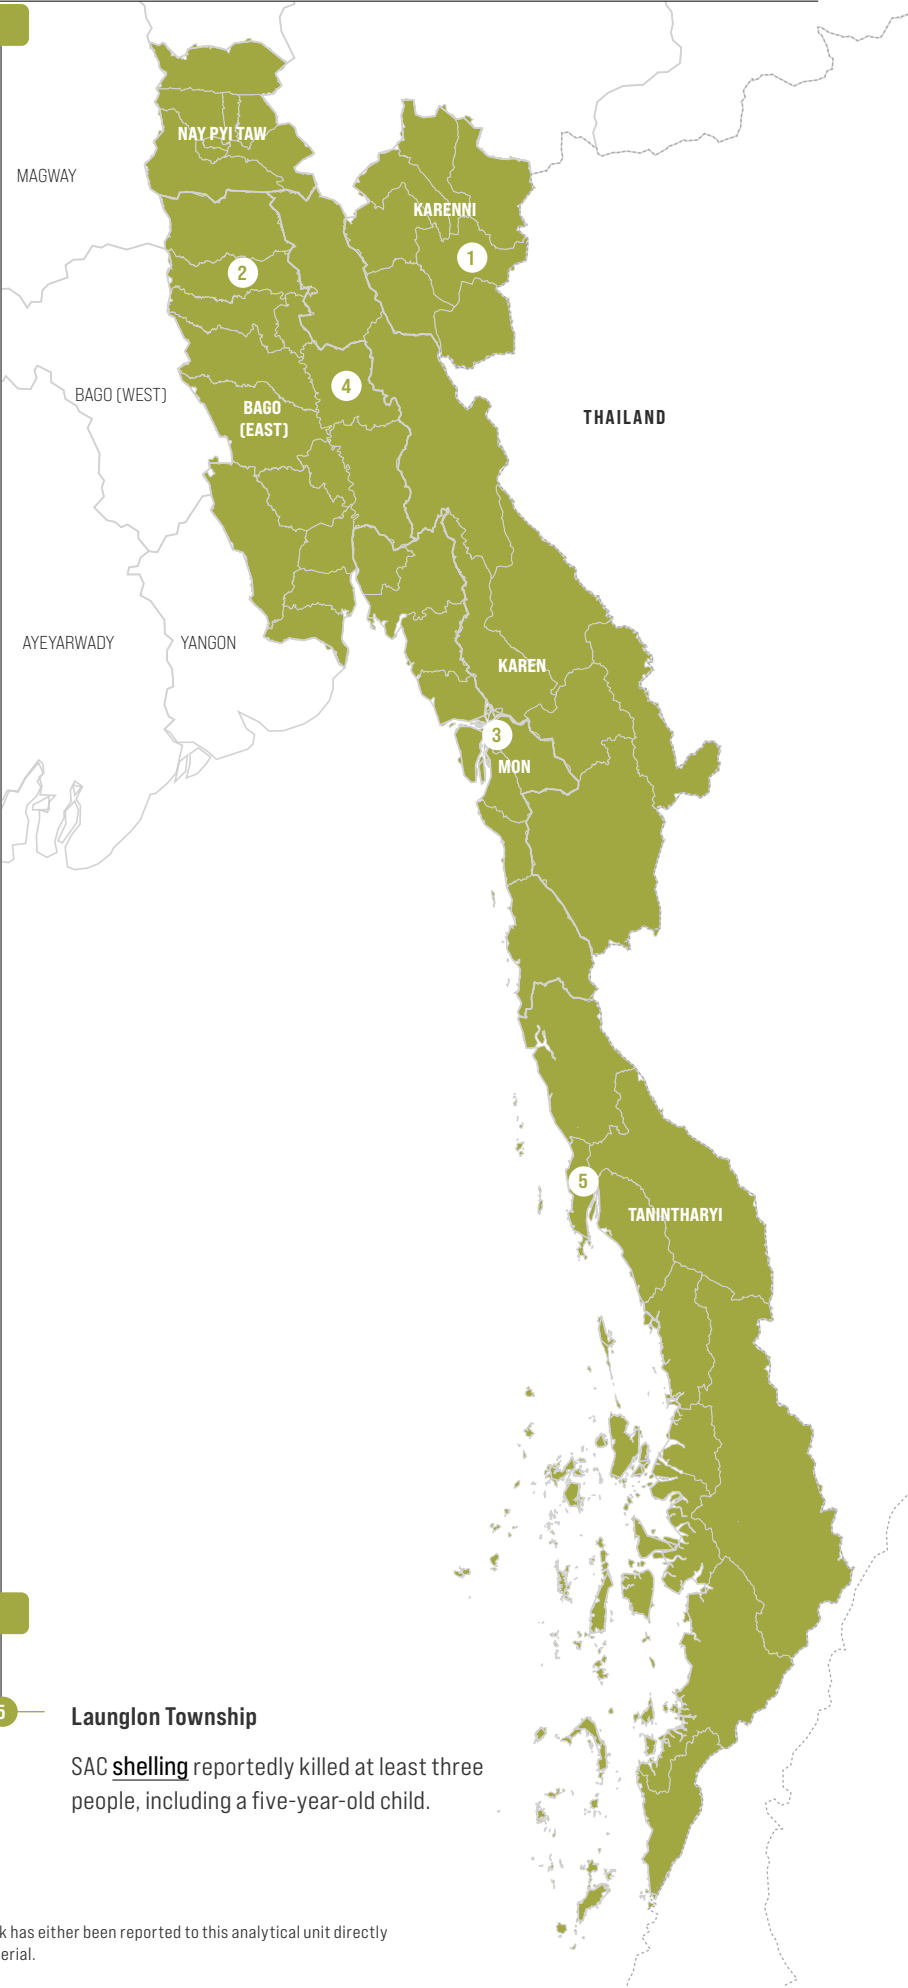 NAY PYI TAW
MAGWAY
KARENNI
1
2
4
BAGO (WEST)
BAGO
(EAST)
THAILAND
AYEYARWADY
YANGON
KAREN
3
MON
5
TANINTHARYI
5
Launglon Township
SAC shelling reportedly killed at least three
people, including a five-year-old child.
k has either been reported to this analytical unit directly
erial.